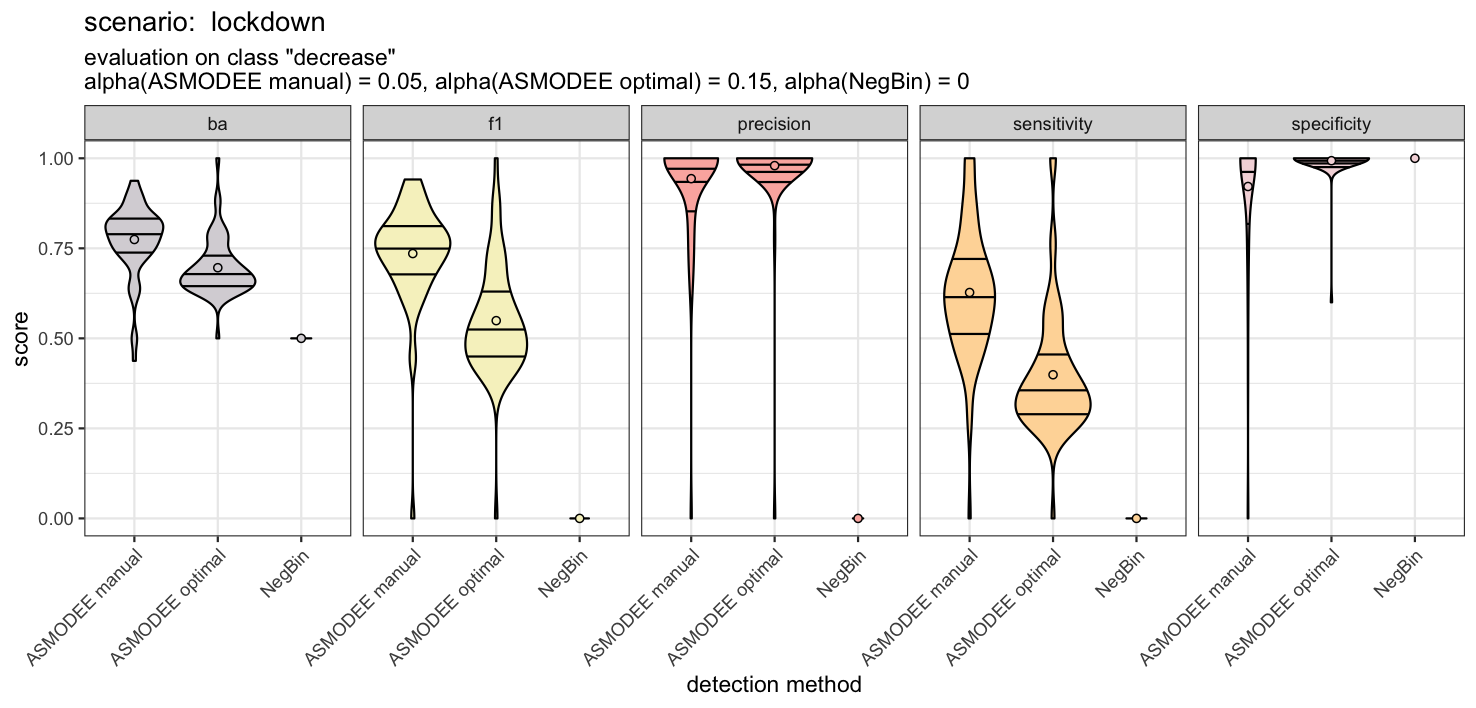 scenario:  lockdown
evaluation on class "decrease"
alpha(ASMODEE manual) = 0.05, alpha(ASMODEE optimal) = 0.15, alpha(NegBin) = 0
ba f1 precision sensitivity specificity
score
1.00
0.75
0.50
0.25
0.00
ASMODEE manual ASMODEE optimal NegBin ASMODEE manual ASMODEE optimal NegBin ASMODEE manual ASMODEE optimal NegBin ASMODEE manual ASMODEE optimal NegBin ASMODEE manual ASMODEE optimal NegBin
detection method